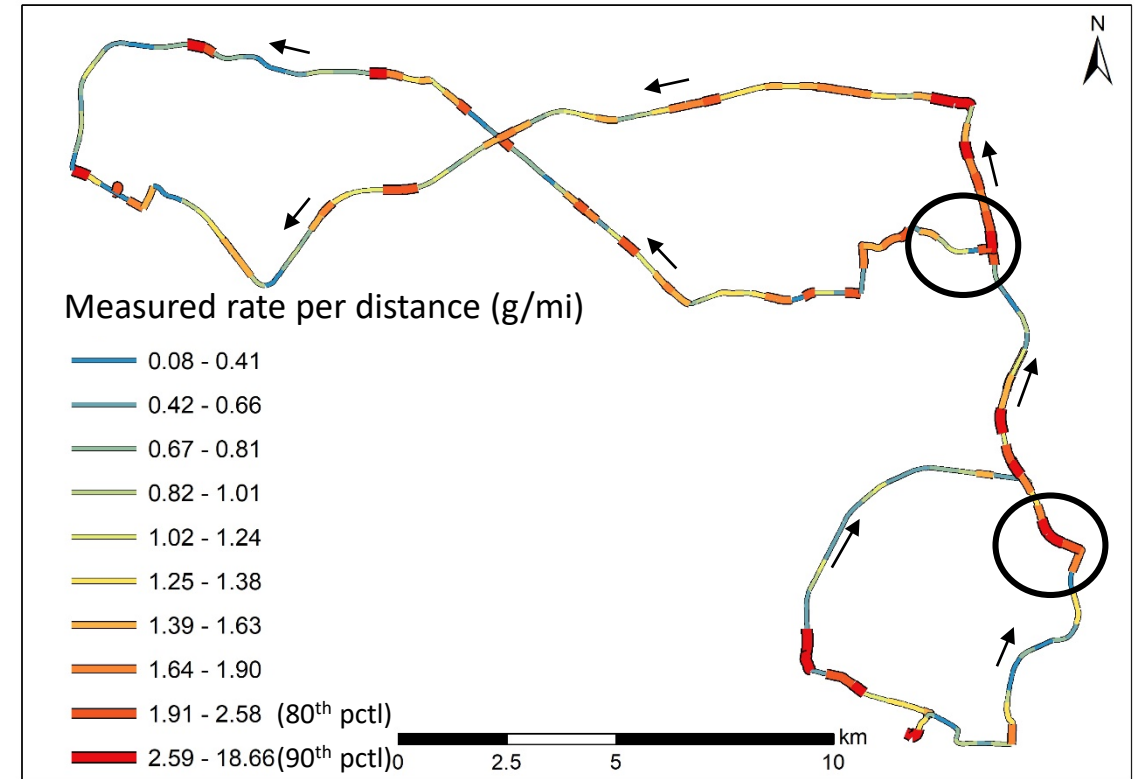 N
Measured rate per distance (g/mi)
0.08 - 0.41
0.42 - 0.66
0.67 - 0.81
0.82 - 1.01
1.02 - 1.24
1.25 - 1.38
1.39 - 1.63
1.64 - 1.90
1.91 - 2.58 (80th pctl)
2.59 - 18.66(90th pctl)
km
0 2.5 5 10